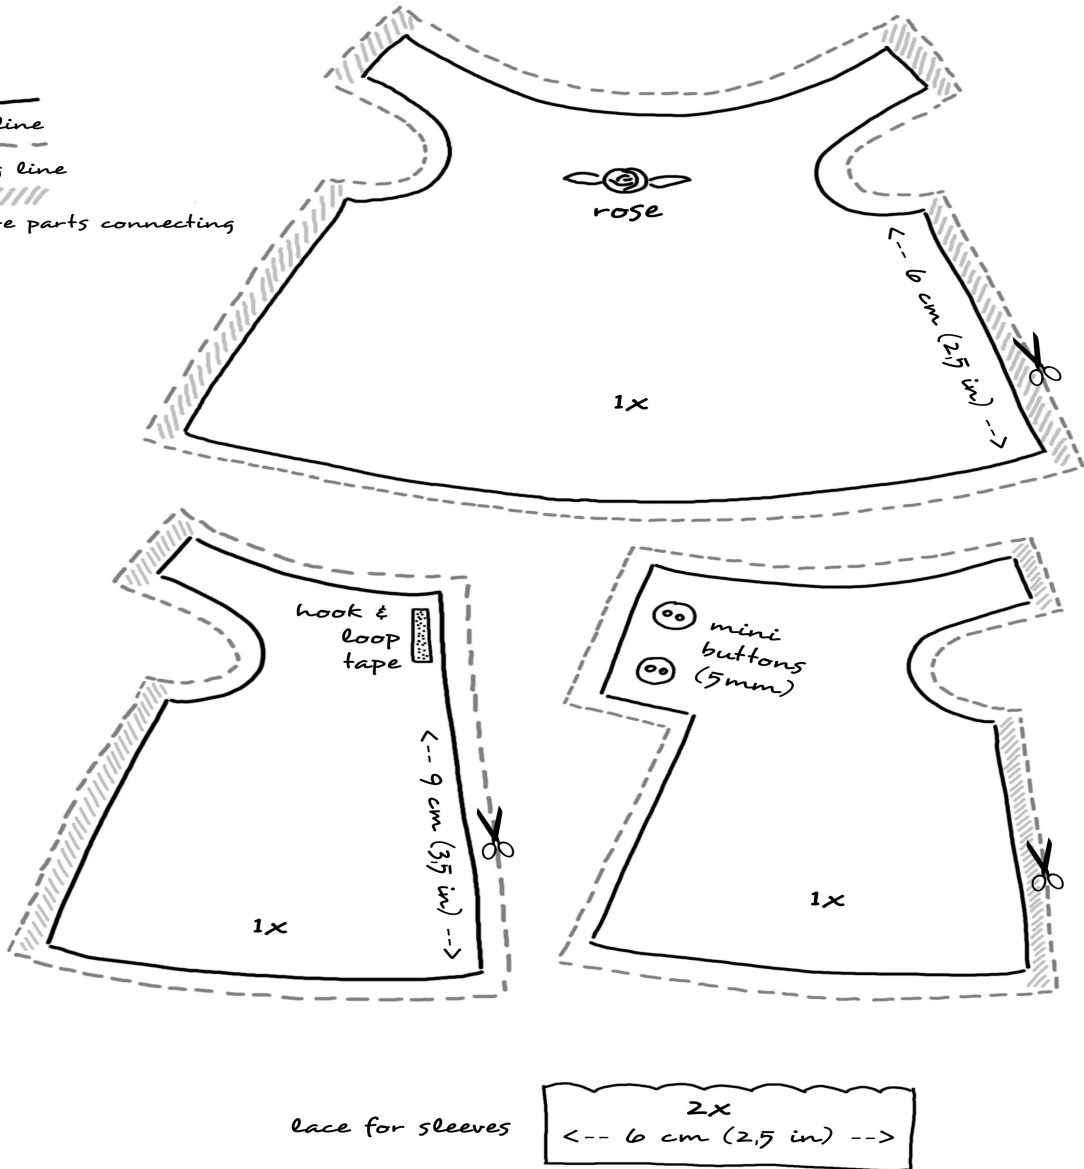 line
line
parts connecting
rose
<-- 6 cm (2,5 in) -->
1x
hook &
loop
tape
<-- 9 cm (3,5 in) -->
1x
mini
buttons
(5mm)
1x
lace for sleeves
2x
<-- 6 cm (2,5 in) -->